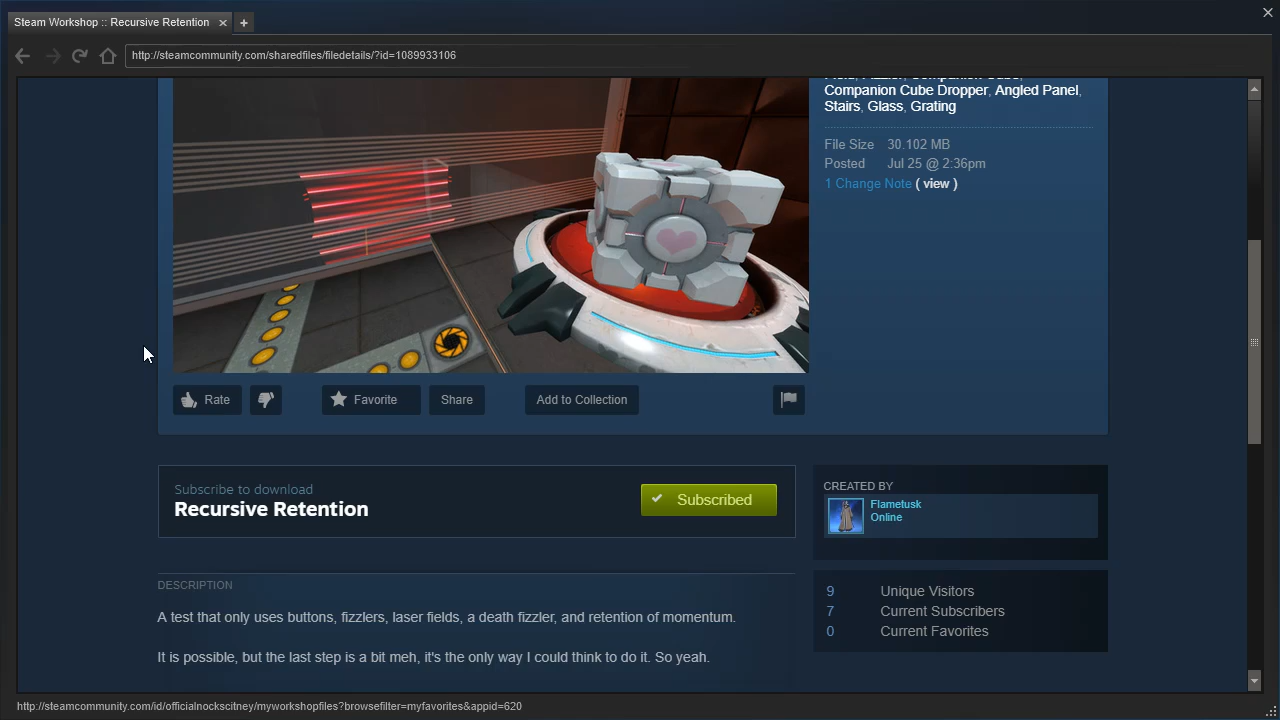 Steam Workshop :: Recursive Retention
http://steamcommunity.com/sharedfiles/filedetails/?id=1089933106
Field, Fizzler, Companion Cube,
Companion Cube Dropper, Angled Panel,
Stairs, Glass, Grating
File Size 30.102 MB
Posted Jul 25 @ 2:36pm
1 Change Note ( view )
Rate
Favorite
Share
Add to Collection
Subscribe to download
Recursive Retention
Subscribed
CREATED BY
Flametusk
Online
DESCRIPTION
A test that only uses buttons, fizzlers, laser fields, a death fizzler, and retention of momentum.
It is possible, but the last step is a bit meh, it's the only way I could think to do it. So yeah.
9 Unique Visitors
7 Current Subscribers
0 Current Favorites
http://steamcommunity.com/id/officialnockscitney/myworkshopfiles?browsefilter=myfavorites&appid=620